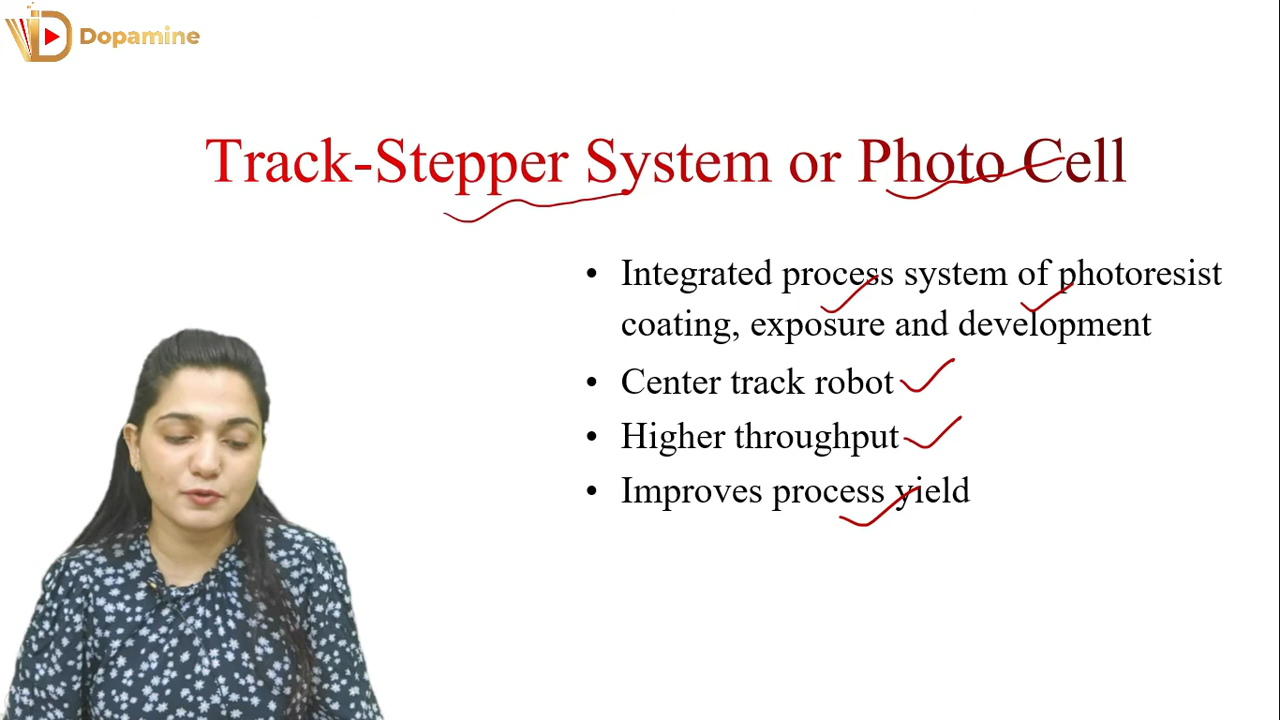 Dopamine
Track-Stepper System or Photo Cell
• Integrated process system of photoresist
coating, exposure and development
• Center track robot
• Higher throughput
• Improves process yield